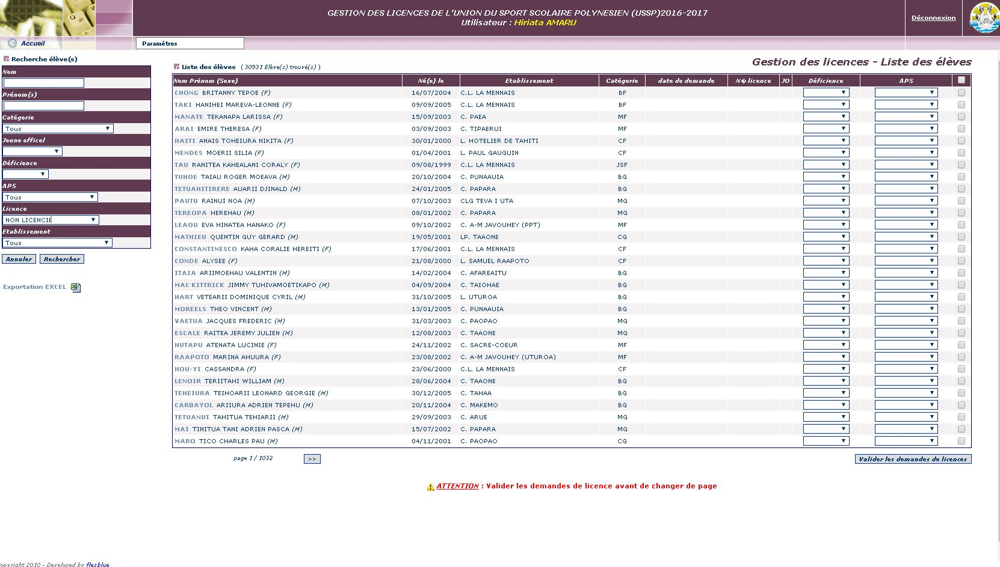 GESTION DES LICENCES DE L'UNION DU SPORT SCOLAIRE POLYNESIEN (USSP)2016-2017
Utilisateur : Hiriata AMARU
Déconnexion
Accueil
Paramètres
Recherche élève(s)
Nom
Prénom(s)
Catégorie
Tous
Jeune officel
Déficience
APS
Tous
Licence
NON LICENCIÉ
Etablissement
Tous
Annuler Rechercher
Exportation EXCEL
Gestion des licences - Liste des élèves
Liste des élèves ( 30931 Elève(s) trouvé(s) )
Nom Prénom (Sexe) Né(e) le Etablissement Catégorie date de demande N� licence JO Déficience APS
CHONG BRITANNY TEPOE (F) 16/07/2004 C.L. LA MENNAIS BF
TAKI HANIHEI MAREVA-LEONNE (F) 09/09/2005 C.L. LA MENNAIS BF
MANATE TEKANAPA LARISSA (F) 15/09/2003 C. PAEA MF
ARAI EMIRE THERESA (F) 03/09/2003 C. TIPAERUI MF
HAITI ANAIS TOHEIURA NIKITA (F) 30/01/2000 L. HOTELIER DE TAHITI CF
MENDES MOERII SILIA (F) 01/04/2001 L. PAUL GAUGUIN CF
TAU RANITEA KAHEALANI CORALY (F) 09/08/1999 C.L. LA MENNAIS JSF
TUHOE TAIAU ROGER MOEAVA (M) 20/10/2004 C. PUNAAUIA BG
TETUAHITIRERE AUARII DJINALD (M) 24/01/2005 C. PAPARA BG
PAUTU RAINUI NOA (M) 07/10/2003 CLG TEVA I UTA MG
TEREOPA HEREHAU (M) 08/01/2002 C. PAPARA MG
LEAOU EVA HINATEA HANAKO (F) 09/10/2002 C. A-M JAVOUHEY (PPT) MF
MATHIEU QUENTIN GUY GERARD (M) 19/05/2001 LP. TAAONE CG
CONSTANTINESCO KAHA CORALIE HEREITI (F) 17/06/2001 C.L. LA MENNAIS CF
CONDE ALYSEE (F) 21/08/2000 L. SAMUEL RAAPOTO CF
ITAIA ARIIMOEHAU VALENTIN (M) 14/02/2004 C. AFAREAITU BG
MAC KITTRICK JIMMY TUHIVAMOETIKAPO (M) 04/09/2004 C. TAIOHAE BG
HART VETEARII DOMINIQUE CYRIL (M) 31/10/2005 L. UTUROA BG
MOREELS THEO VINCENT (M) 13/01/2005 C. PUNAAUIA BG
VAETUA JACQUES FREDERIC (M) 31/03/2003 C. PAOPAO MG
ESCALE RAITEA JEREMY JULIEN (M) 12/08/2003 C. TAAONE MG
HUTAPU ATENATA LUCINIE (F) 24/11/2002 C. SACRE-COEUR MF
RAAPOTO MARINA AHUURA (F) 23/08/2002 C. A-M JAVOUHEY (UTUROA) MF
HOU-YI CASSANDRA (F) 23/06/2000 C.L. LA MENNAIS CF
LENOIR TERIITAHI WILLIAM (M) 28/06/2004 C. TAAONE BG
TEHEIURA TEIHOARII LEONARD GEORGIE (M) 30/12/2005 C. TAHAA BG
CARBAYOL ARIIURA ADRIEN TEPEHU (M) 20/11/2004 C. MAKEMO BG
TETUANUI TAHITUA TEHIARII (M) 29/09/2003 C. ARUE MG
MAI TINITUA TANI ADRIEN PASCA (M) 15/07/2002 C. PAPARA MG
MARO TICO CHARLES PAU (M) 04/11/2001 C. PAOPAO CG
page 1 / 1032 >> Valider les demandes de licences
ATTENTION : Valider les demandes de licence avant de changer de page
opyright 2010 - Developed by flesblue